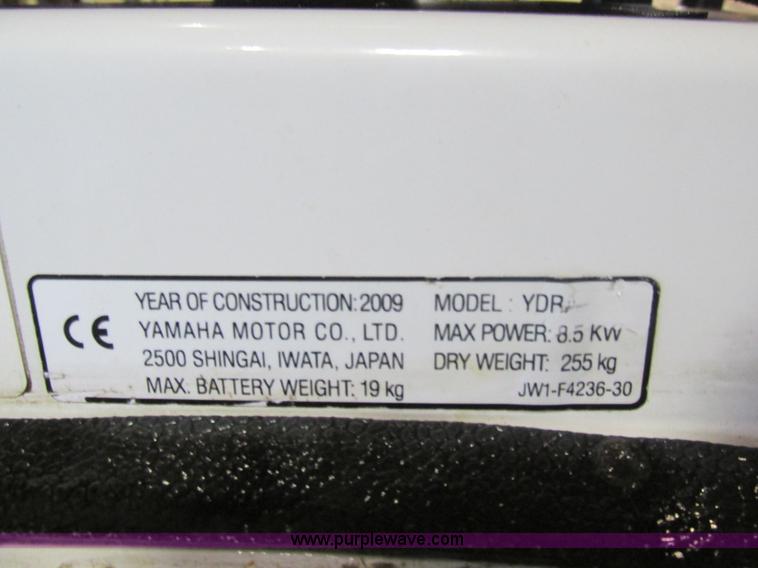 CE
YEAR OF CONSTRUCTION: 2009
YAMAHA MOTOR CO., LTD.
2500 SHINGAI, IWATA, JAPAN
MAX. BATTERY WEIGHT: 19 kg
MODEL : YDRA
MAX POWER: 8.5 KW
DRY WEIGHT: 255 kg
JW1-F4236-30
www.purplewave.com